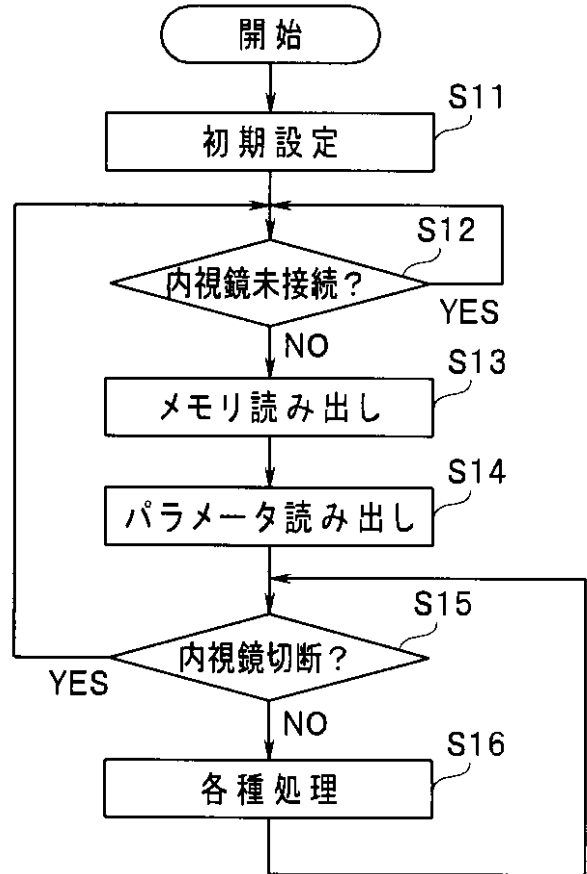 開始
S11
初期設定
S12
内視鏡未接続？
YES
NO
S13
メモリ読み出し
S14
パラメータ読み出し
S15
内視鏡切断？
YES
NO
S16
各種処理